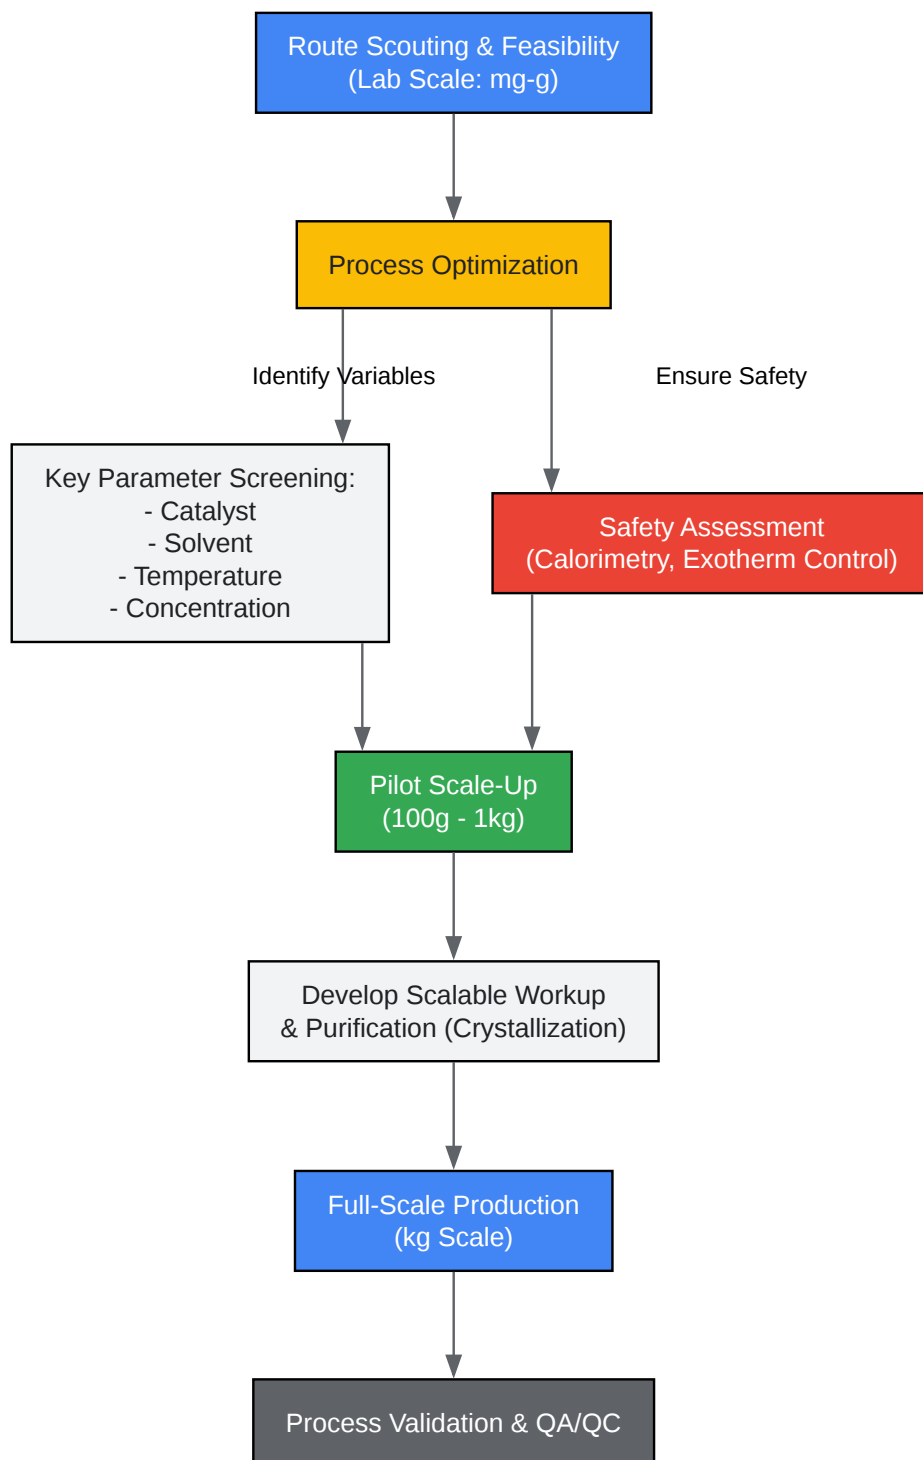 Route Scouting & Feasibility
(Lab Scale: mg-g)
Process Optimization
Identify Variables
Ensure Safety
Key Parameter Screening:
- Catalyst
- Solvent
- Temperature
- Concentration
Safety Assessment
(Calorimetry, Exotherm Control)
Pilot Scale-Up
(100g - 1kg)
Develop Scalable Workup
& Purification (Crystallization)
Full-Scale Production
(kg Scale)
Process Validation & QA/QC